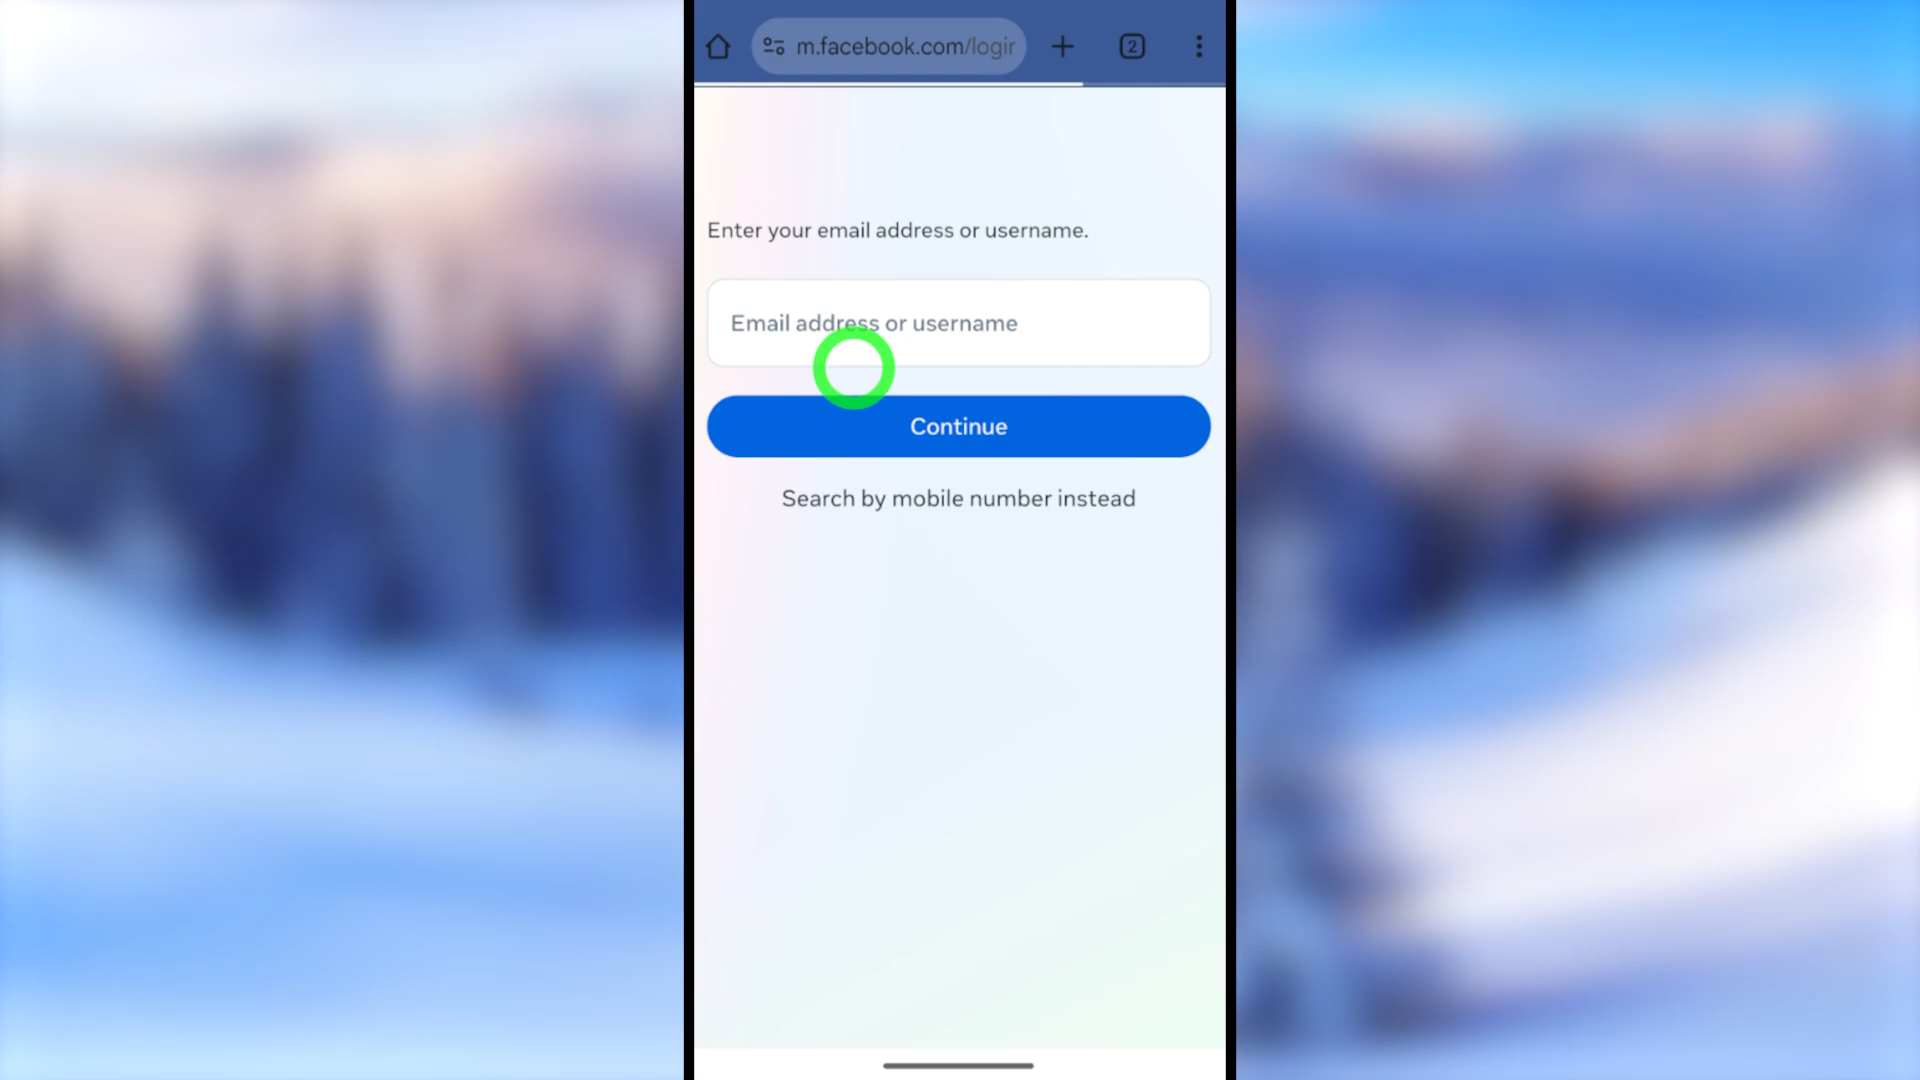 m.facebook.com/login
2
Enter your email address or username.
Email address or username
Continue
Search by mobile number instead